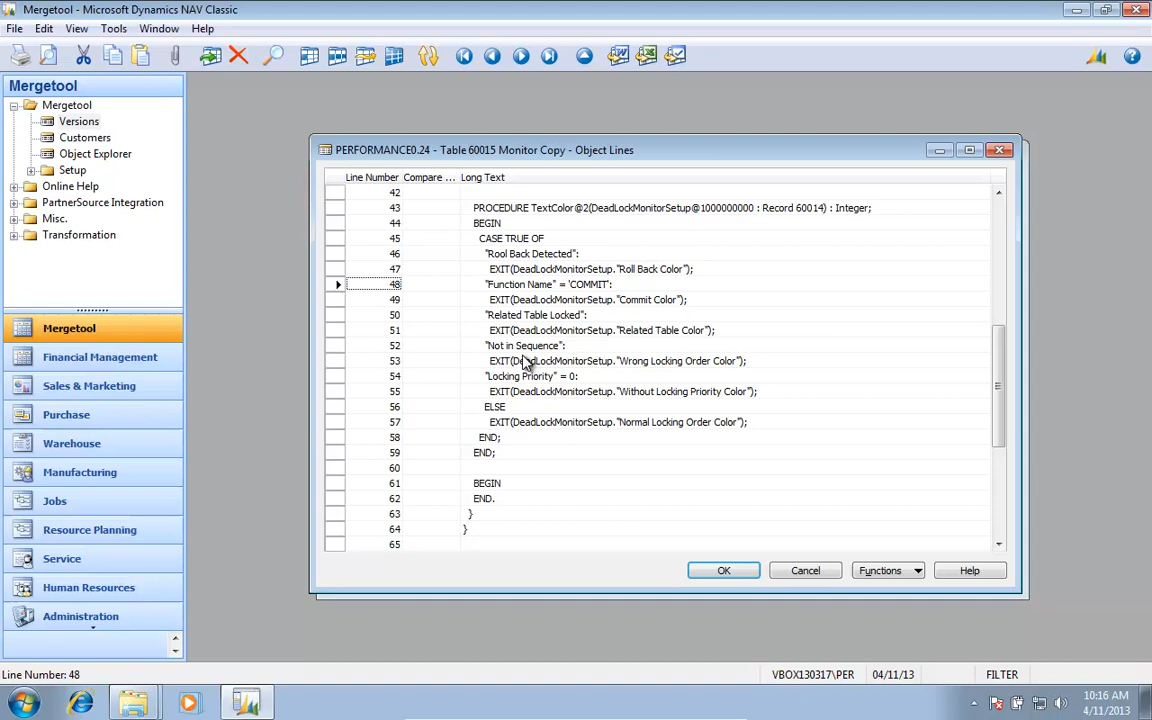 Mergetool - Microsoft Dynamics NAV Classic
File Edit View Tools Window Help
Mergetool
Mergetool
Versions
Customers
Object Explorer
Setup
Online Help
PartnerSource Integration
Misc.
Transformation
Mergetool
Financial Management
Sales & Marketing
Purchase
Warehouse
Manufacturing
Jobs
Resource Planning
Service
Human Resources
Administration
PERFORMANCE0.24 - Table 60015 Monitor Copy - Object Lines
Line Number Compare ... Long Text
42
43 PROCEDURE TextColor@2(DeadLockMonitorSetup@1000000000 : Record 60014) : Integer;
44 BEGIN
45 CASE TRUE OF
46 "Rool Back Detected":
47 EXIT(DeadLockMonitorSetup."Roll Back Color");
48 "Function Name" = 'COMMIT':
49 EXIT(DeadLockMonitorSetup."Commit Color");
50 "Related Table Locked":
51 EXIT(DeadLockMonitorSetup."Related Table Color");
52 "Not in Sequence":
53 EXIT(DeadLockMonitorSetup."Wrong Locking Order Color");
54 "Locking Priority" = 0:
55 EXIT(DeadLockMonitorSetup."Without Locking Priority Color");
56 ELSE
57 EXIT(DeadLockMonitorSetup."Normal Locking Order Color");
58 END;
59 END;
60
61 BEGIN
62 END.
63 }
64 }
65
OK Cancel Functions Help
Line Number: 48 VBOX130317\PER 04/11/13 FILTER
10:16 AM
4/11/2013